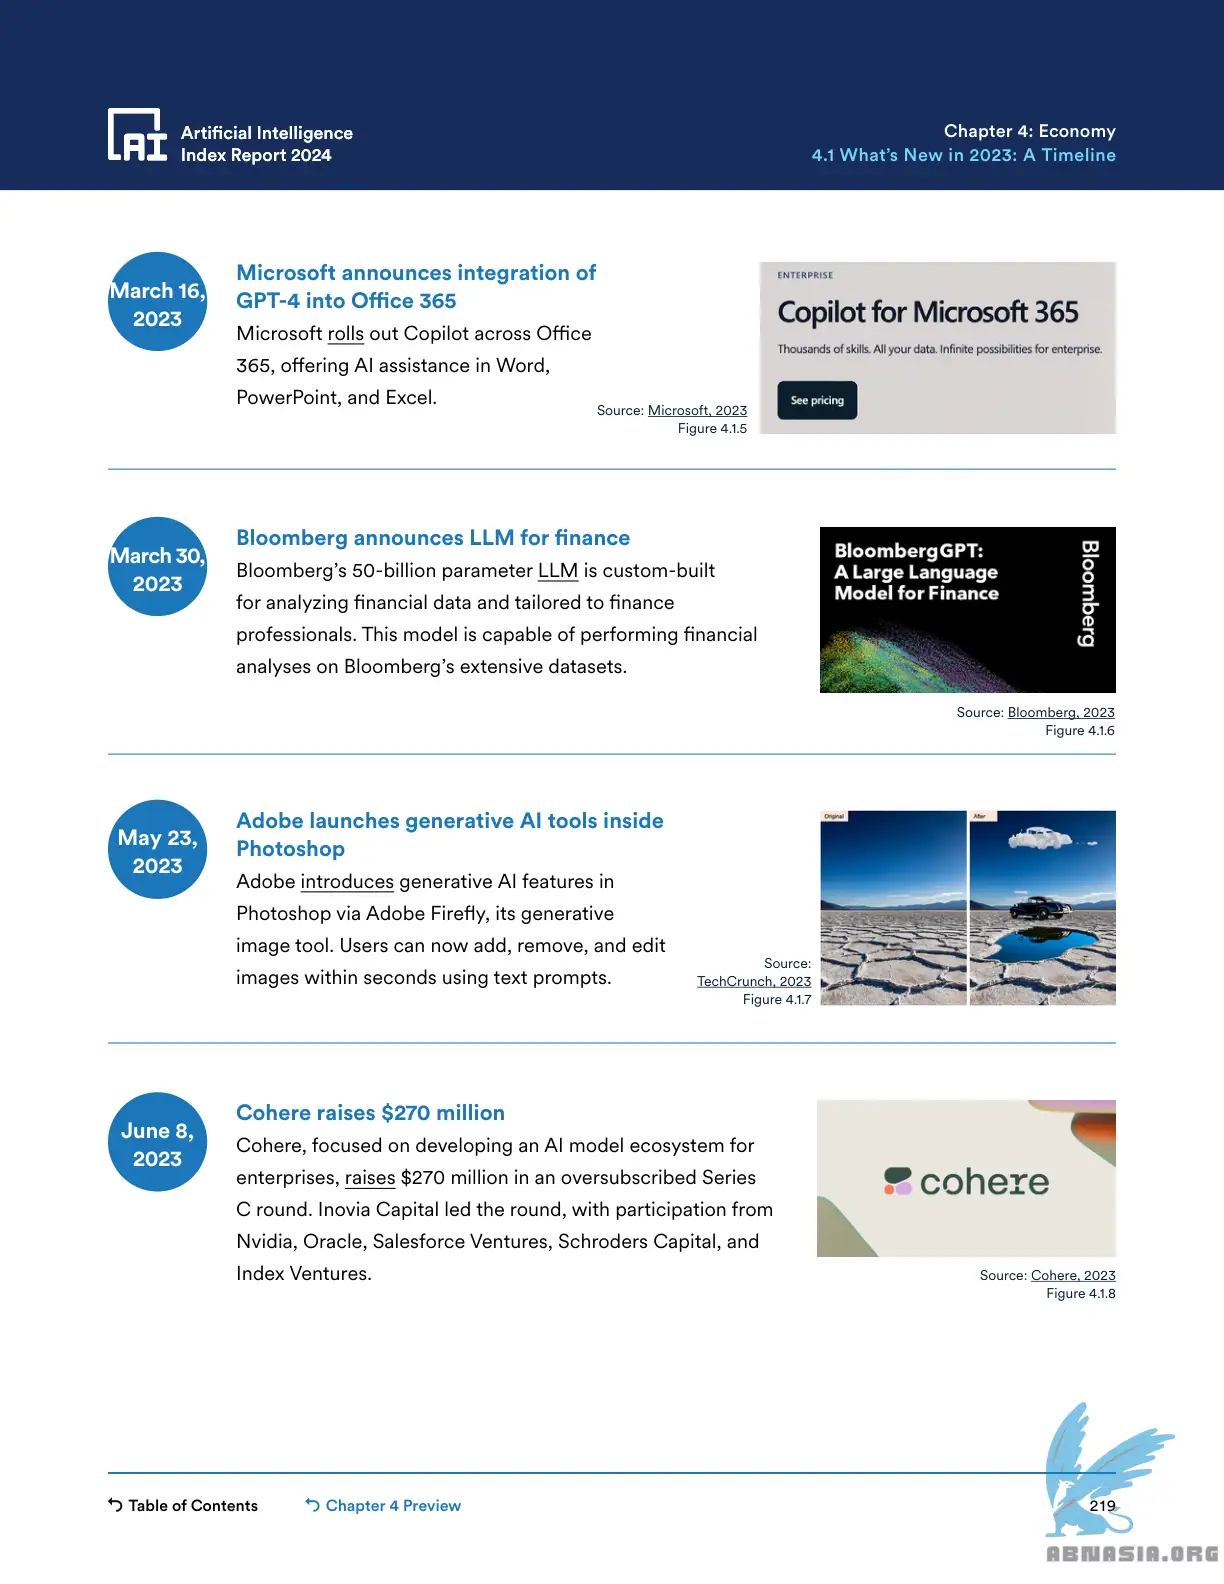 Artificial Intelligence
Index Report 2024
Chapter 4: Economy
4.1 What’s New in 2023: A Timeline
March 16,
2023
Microsoft announces integration of
GPT-4 into Office 365
Microsoft rolls out Copilot across Office
365, offering AI assistance in Word,
PowerPoint, and Excel.
Source: Microsoft, 2023
Figure 4.1.5
ENTERPRISE
Copilot for Microsoft 365
Thousands of skills. All your data. Infinite possibilities for enterprise.
See pricing
March 30,
2023
Bloomberg announces LLM for finance
Bloomberg’s 50-billion parameter LLM is custom-built
for analyzing financial data and tailored to finance
professionals. This model is capable of performing financial
analyses on Bloomberg’s extensive datasets.
BloombergGPT:
A Large Language
Model for Finance
Bloomberg
Source: Bloomberg, 2023
Figure 4.1.6
May 23,
2023
Adobe launches generative AI tools inside
Photoshop
Adobe introduces generative AI features in
Photoshop via Adobe Firefly, its generative
image tool. Users can now add, remove, and edit
images within seconds using text prompts.
Source:
TechCrunch, 2023
Figure 4.1.7
Original
After
June 8,
2023
Cohere raises $270 million
Cohere, focused on developing an AI model ecosystem for
enterprises, raises $270 million in an oversubscribed Series
C round. Inovia Capital led the round, with participation from
Nvidia, Oracle, Salesforce Ventures, Schroders Capital, and
Index Ventures.
cohere
Source: Cohere, 2023
Figure 4.1.8
Table of Contents
Chapter 4 Preview
219
ABNASIA.ORG